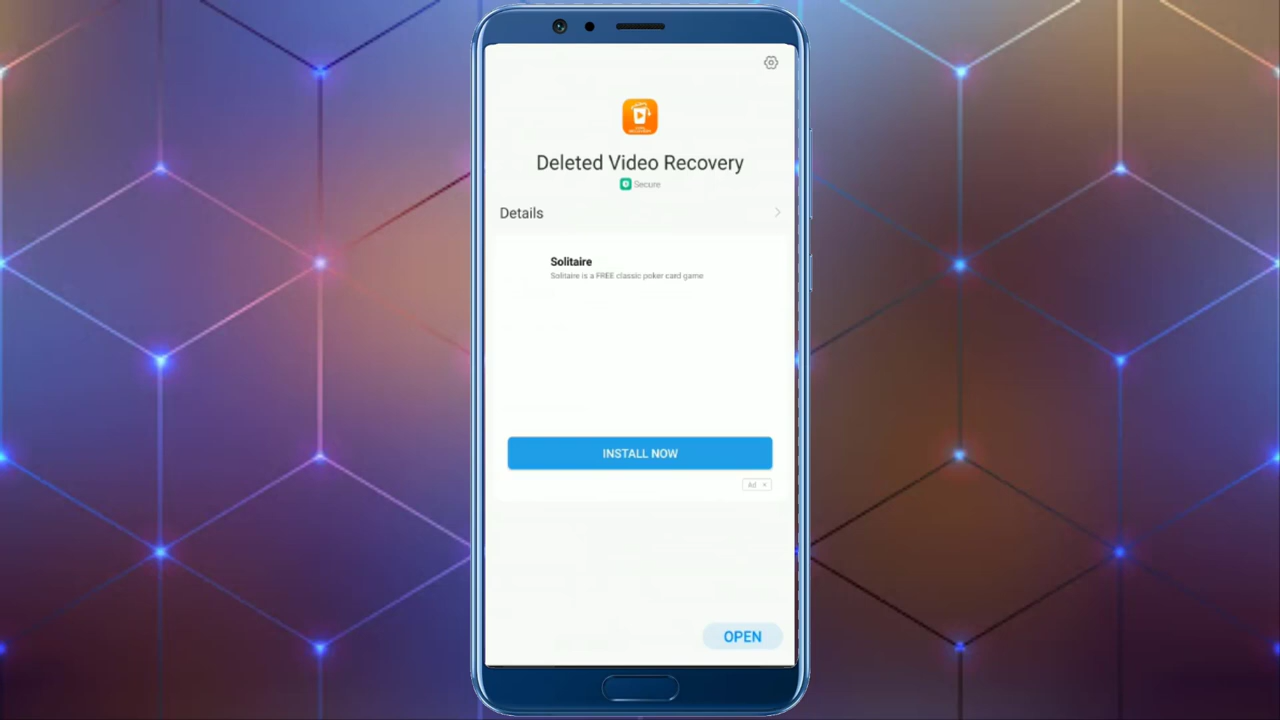 Deleted Video Recovery
Secure
Details
Solitaire
Solitaire is a FREE classic poker card game
INSTALL NOW
Ad ×
OPEN